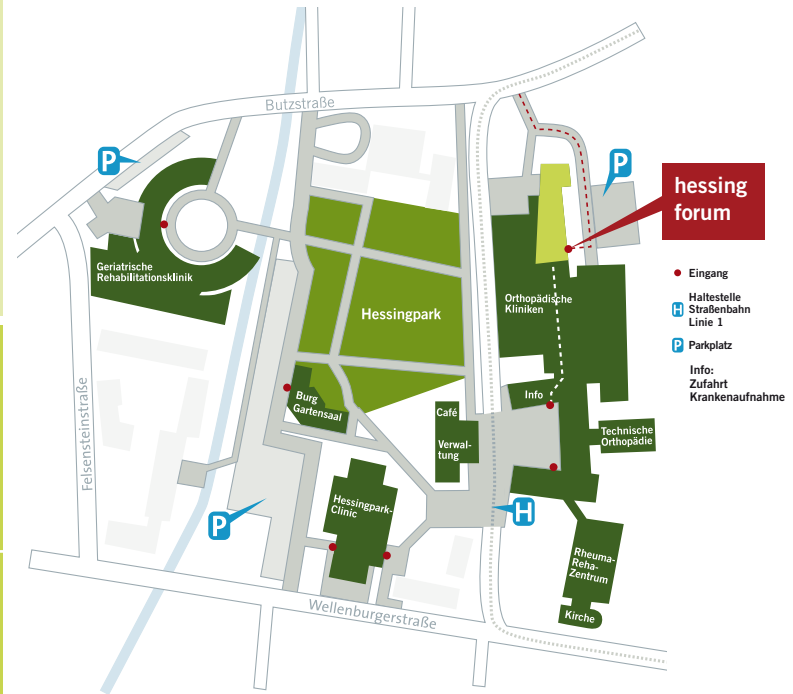 Butzstraße
P
P
hessing
forum
Geriatrische
Rehabilitationsklinik
Eingang
H
Haltestelle
Straßenbahn
Linie 1
P
Parkplatz
Info:
Zufahrt
Krankenaufnahme
Orthopädische
Kliniken
Hessingpark
Felsensteinstraße
Burg
Gartensaal
Info
Café
Verwal-
tung
Technische
Orthopädie
Hessingpark-
Clinic
P
H
Rheuma-
Reha-
Zentrum
Kirche
Wellenburgerstraße